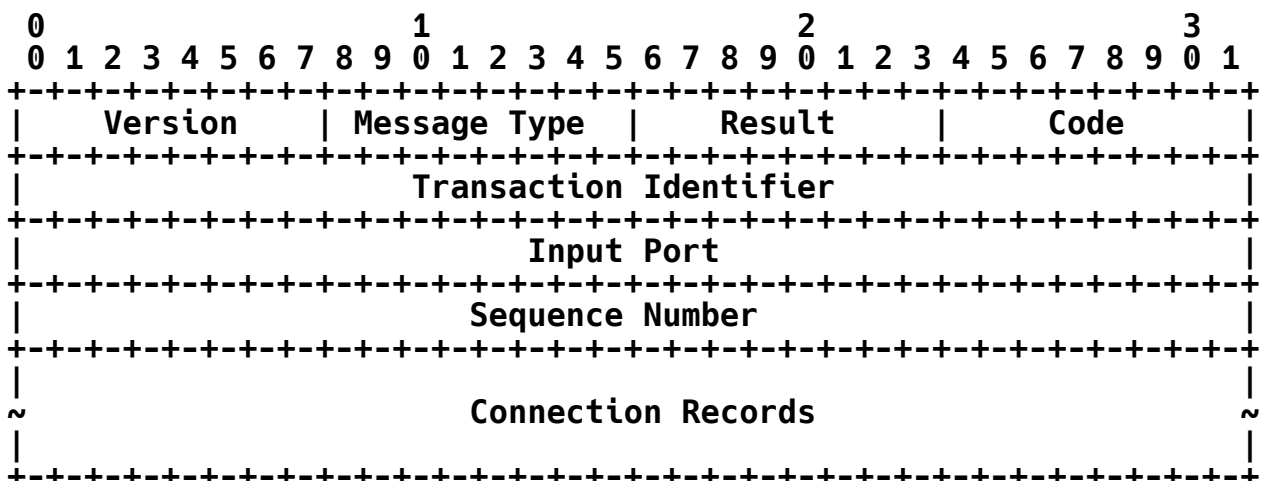 0                   1                   2                   3
 0 1 2 3 4 5 6 7 8 9 0 1 2 3 4 5 6 7 8 9 0 1 2 3 4 5 6 7 8 9 0 1
+-+-+-+-+-+-+-+-+-+-+-+-+-+-+-+-+-+-+-+-+-+-+-+-+-+-+-+-+-+-+-+-+
|    Version    | Message Type  |    Result     |     Code      |
+-+-+-+-+-+-+-+-+-+-+-+-+-+-+-+-+-+-+-+-+-+-+-+-+-+-+-+-+-+-+-+-+
|                    Transaction Identifier                     |
+-+-+-+-+-+-+-+-+-+-+-+-+-+-+-+-+-+-+-+-+-+-+-+-+-+-+-+-+-+-+-+-+
|                          Input Port                           |
+-+-+-+-+-+-+-+-+-+-+-+-+-+-+-+-+-+-+-+-+-+-+-+-+-+-+-+-+-+-+-+-+
|                       Sequence Number                         |
+-+-+-+-+-+-+-+-+-+-+-+-+-+-+-+-+-+-+-+-+-+-+-+-+-+-+-+-+-+-+-+-+
|                                                               |
~                       Connection Records                      ~
|                                                               |
+-+-+-+-+-+-+-+-+-+-+-+-+-+-+-+-+-+-+-+-+-+-+-+-+-+-+-+-+-+-+-+-+